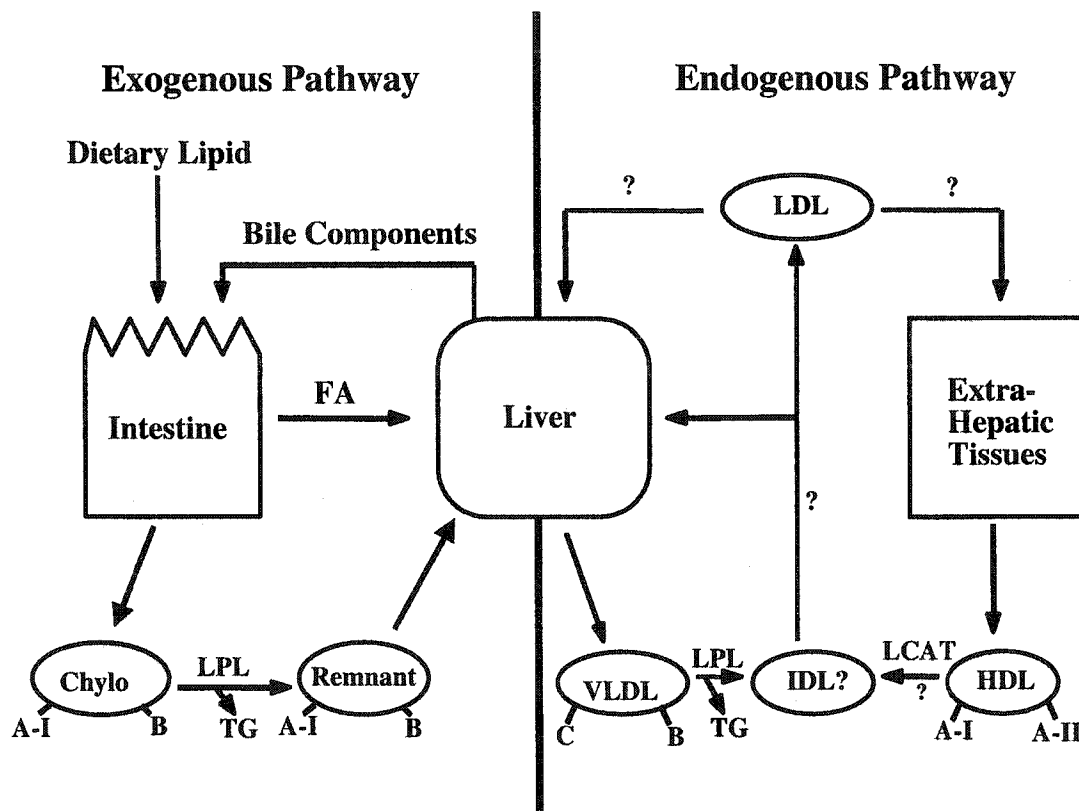 Exogenous Pathway
Endogenous Pathway
Dietary Lipid
Bile Components
?
LDL
?
Intestine
FA
Liver
Extra-
Hepatic
Tissues
?
Chylo
LPL
TG
A-I
B
Remnant
A-I
B
VLDL
C
B
LPL
TG
IDL?
LCAT
?
HDL
A-I
A-II